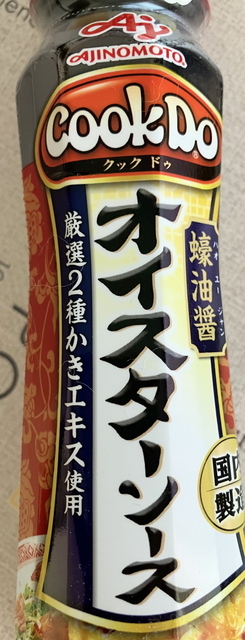 AJINOMOTO®
CookDo®
クック ドゥ
オイスターソース
蠔油醤
ハオ ユー ジャン
厳選2種かきエキス使用
国内
製造